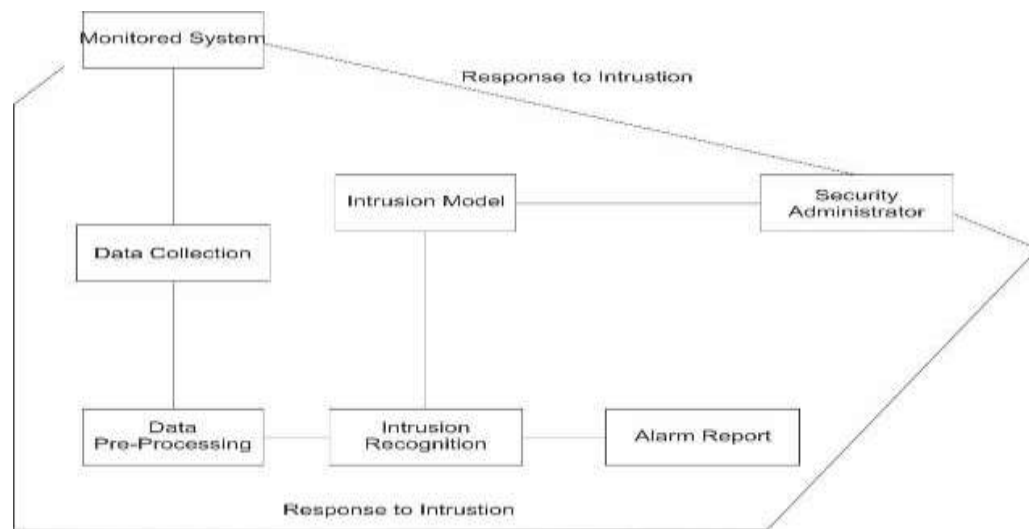 Monitored System
Response to Intrustion
Intrusion Model
Security
Administrator
Data Collection
Data
Pre-Processing
Intrusion
Recognition
Alarm Report
Response to Intrustion